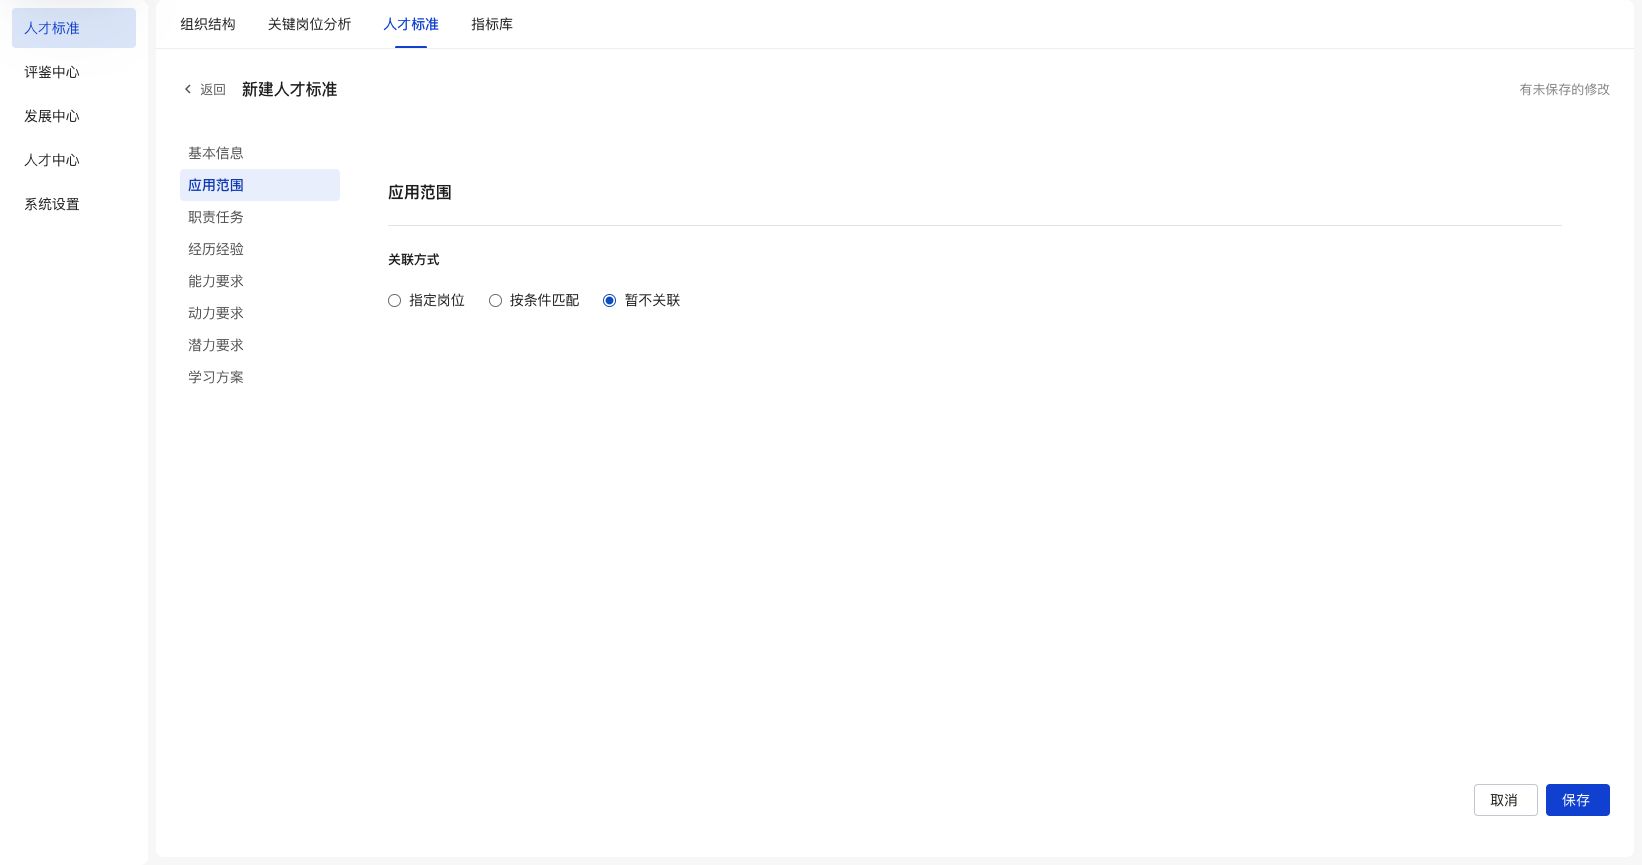 人才标准
评鉴中心
发展中心
人才中心
系统设置
组织结构 关键岗位分析 人才标准 指标库
返回 新建人才标准 有未保存的修改
基本信息
应用范围
职责任务
经历经验
能力要求
动力要求
潜力要求
学习方案
应用范围
关联方式
指定岗位 按条件匹配 暂不关联
取消 保存